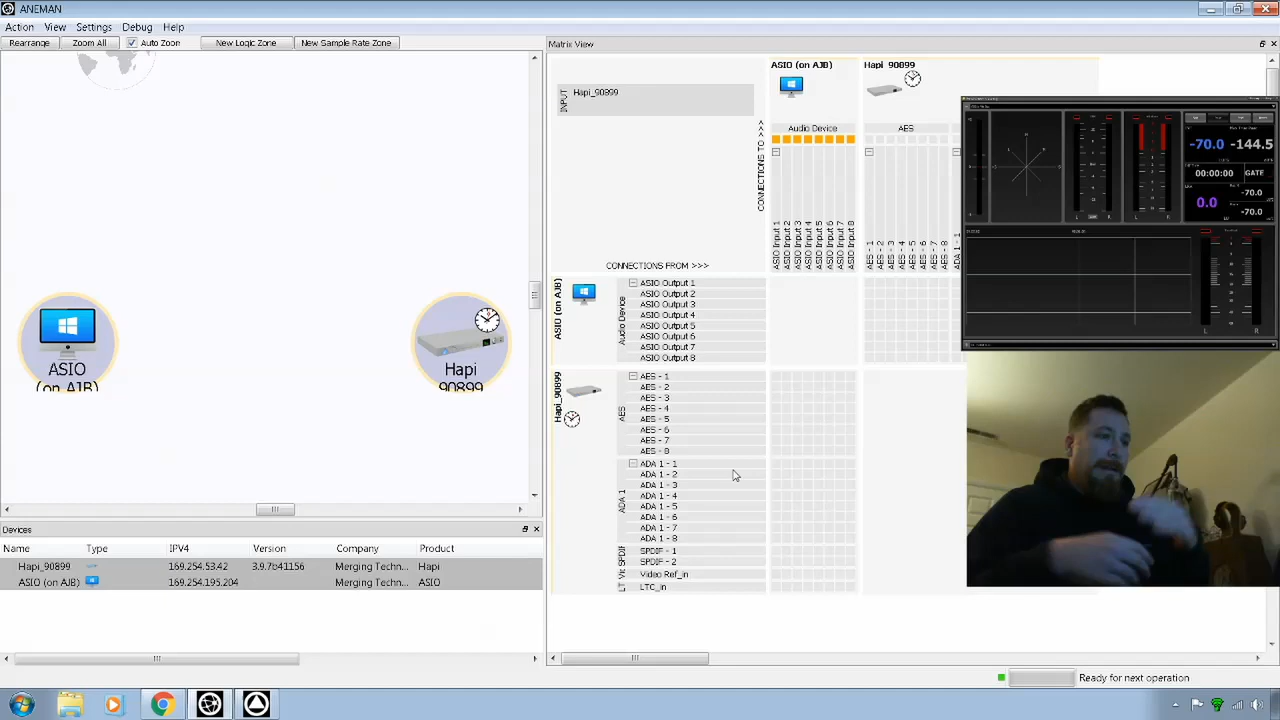 ANEMAN
Action View Settings Debug Help
Rearrange Zoom All Auto Zoom New Logic Zone New Sample Rate Zone
ASIO
(on AJB)
Hapi
90899
Devices
Name Type IPV4 Version Company Product
Hapi_90899 169.254.53.42 3.9.7b41156 Merging Techn... Hapi
ASIO (on AJB) 169.254.195.204 Merging Techn... ASIO
Matrix View
ASIO (on AJB) Hapi_90899
INPUT Hapi_90899
Audio Device AES
CONNECTIONS TO >>>
ASIO Input 1
ASIO Input 2
ASIO Input 3
ASIO Input 4
ASIO Input 5
ASIO Input 6
ASIO Input 7
ASIO Input 8
AES - 1
AES - 2
AES - 3
AES - 4
AES - 5
AES - 6
AES - 7
AES - 8
ADA 1 - 1
CONNECTIONS FROM >>>
ASIO (on AJB)
Audio Device
ASIO Output 1
ASIO Output 2
ASIO Output 3
ASIO Output 4
ASIO Output 5
ASIO Output 6
ASIO Output 7
ASIO Output 8
Hapi_90899
AES
AES - 1
AES - 2
AES - 3
AES - 4
AES - 5
AES - 6
AES - 7
AES - 8
ADA 1
ADA 1 - 1
ADA 1 - 2
ADA 1 - 3
ADA 1 - 4
ADA 1 - 5
ADA 1 - 6
ADA 1 - 7
ADA 1 - 8
SPDIF
SPDIF - 1
SPDIF - 2
Video Ref_in
LTC_in
-70.0 -144.5
00:00:00 GATE
0.0 -70.0
-70.0
L R
L R
L R
Ready for next operation